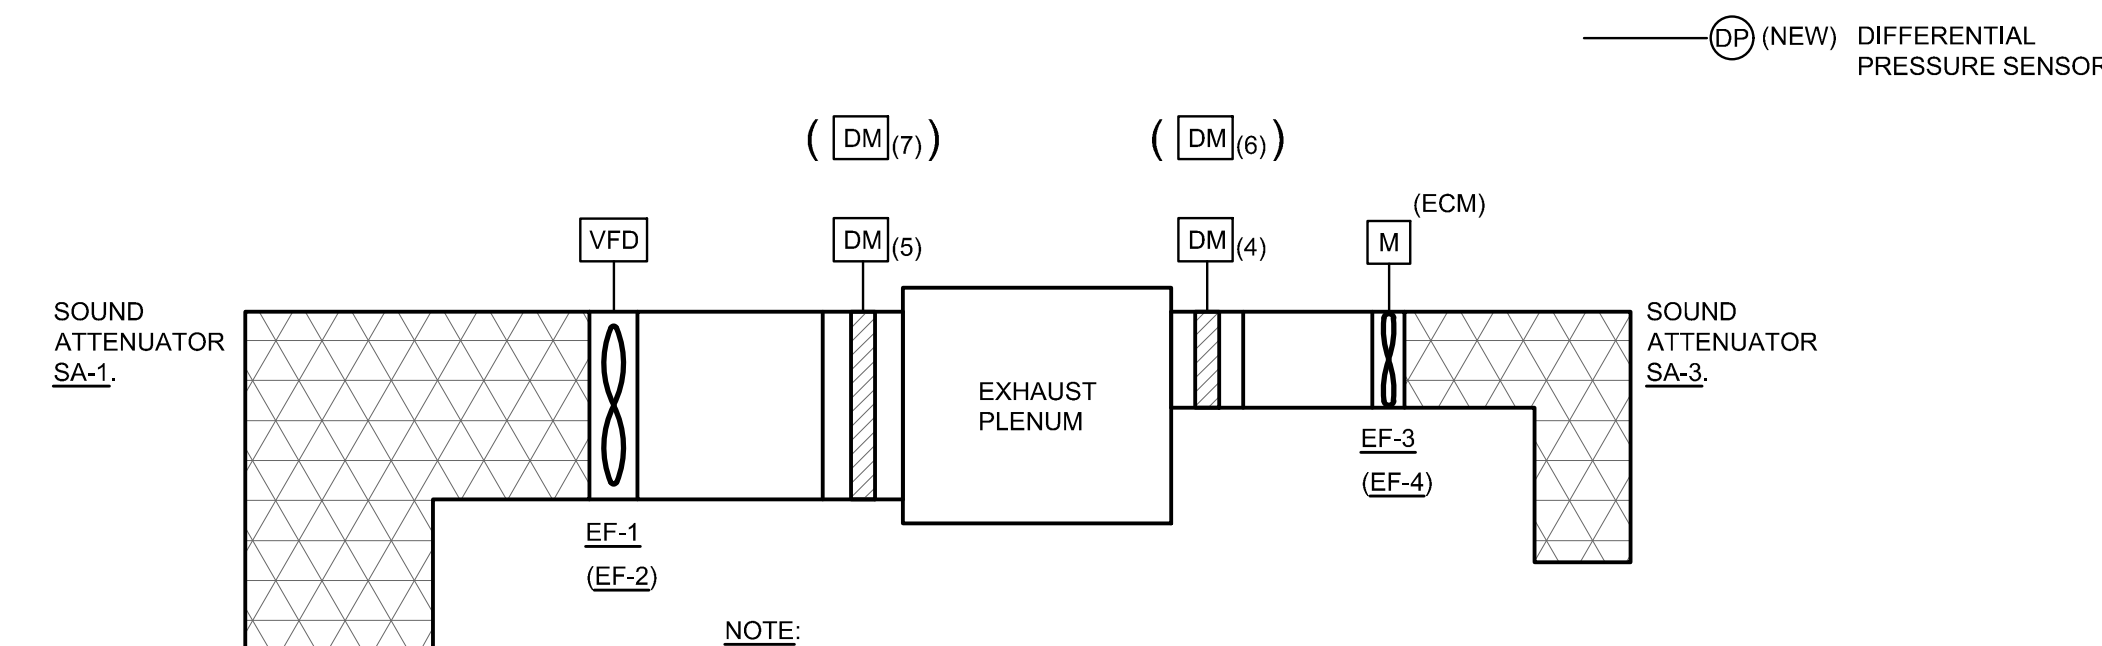 DP (NEW) DIFFERENTIAL
PRESSURE SENSOR
( DM (7) )
( DM (6) )
(ECM)
VFD
DM (5)
DM (4)
M
SOUND
ATTENUATOR
SA-1.
SOUND
ATTENUATOR
SA-3.
EXHAUST
PLENUM
EF-3
(EF-4)
EF-1
(EF-2)
NOTE: